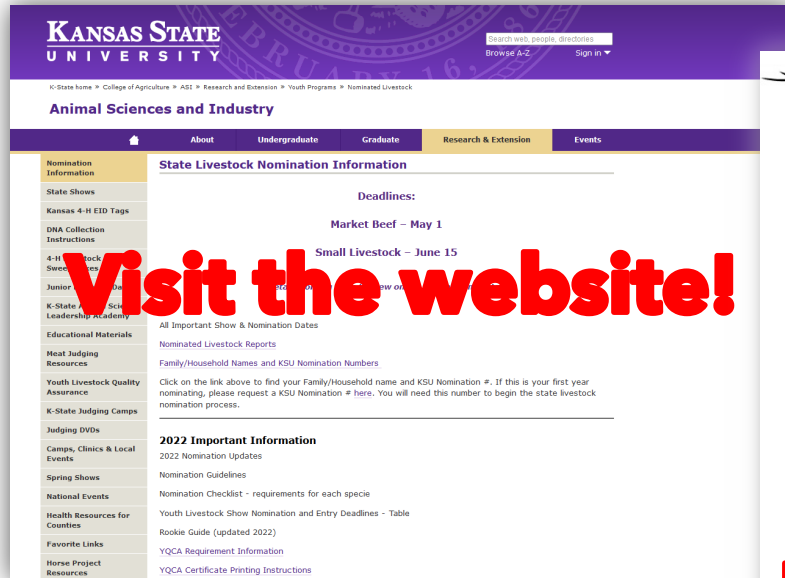 KANSAS STATE
UNIVERSITY
Search web, people, directories
Browse A-Z Sign in
K-State home » College of Agriculture » ASI » Research and Extension » Youth Programs » Nominated Livestock
Animal Sciences and Industry
About Undergraduate Graduate Research & Extension Events
Nomination
Information
State Shows
Kansas 4-H EID Tags
DNA Collection
Instructions
4-H
Junior
K-State
Leadership Academy
Educational Materials
Meat Judging
Resources
Youth Livestock Quality
Assurance
K-State Judging Camps
Judging DVDs
Camps, Clinics & Local
Events
Spring Shows
National Events
Health Resources for
Counties
Favorite Links
Horse Project
Resources
State Livestock Nomination Information
Deadlines:
Market Beef – May 1
Small Livestock – June 15
Visit the website!
All Important Show & Nomination Dates
Nominated Livestock Reports
Family/Household Names and KSU Nomination Numbers
Click on the link above to find your Family/Household name and KSU Nomination #. If this is your first year
nominating, please request a KSU Nomination # here. You will need this number to begin the state livestock
nomination process.
2022 Important Information
2022 Nomination Updates
Nomination Guidelines
Nomination Checklist - requirements for each specie
Youth Livestock Show Nomination and Entry Deadlines - Table
Rookie Guide (updated 2022)
YQCA Requirement Information
YQCA Certificate Printing Instructions